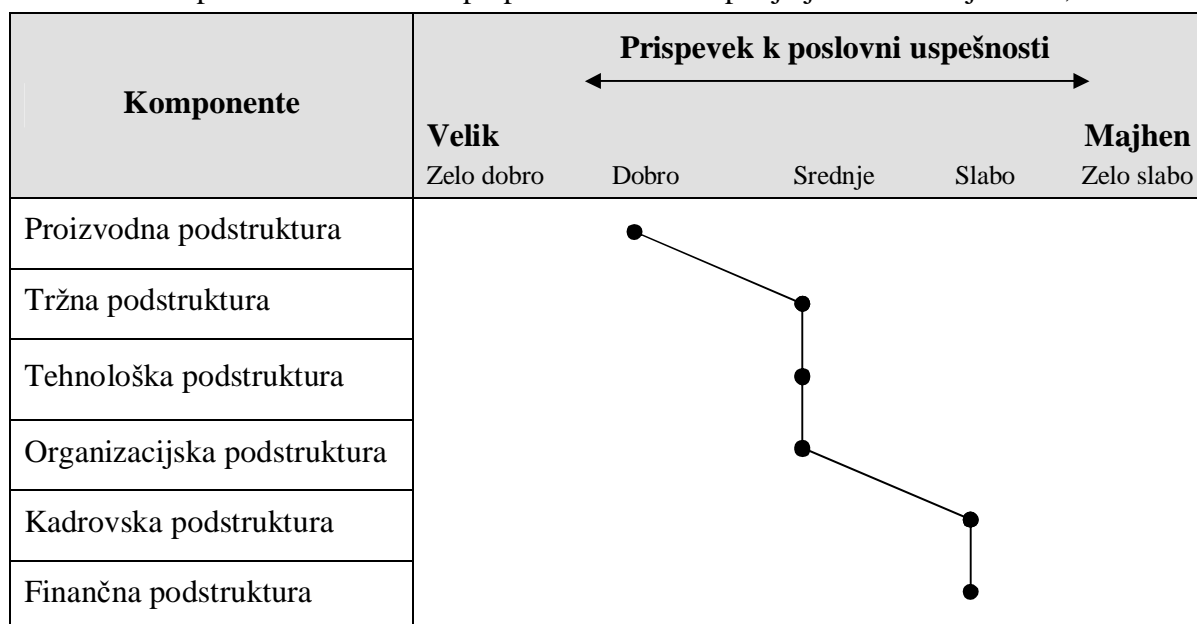 Prispevek k poslovni uspešnosti
Komponente
Velik Majhen
Zelo dobro Dobro Srednje Slabo Zelo slabo
Proizvodna podstruktura
Tržna podstruktura
Tehnološka podstruktura
Organizacijska podstruktura
Kadrovska podstruktura
Finančna podstruktura